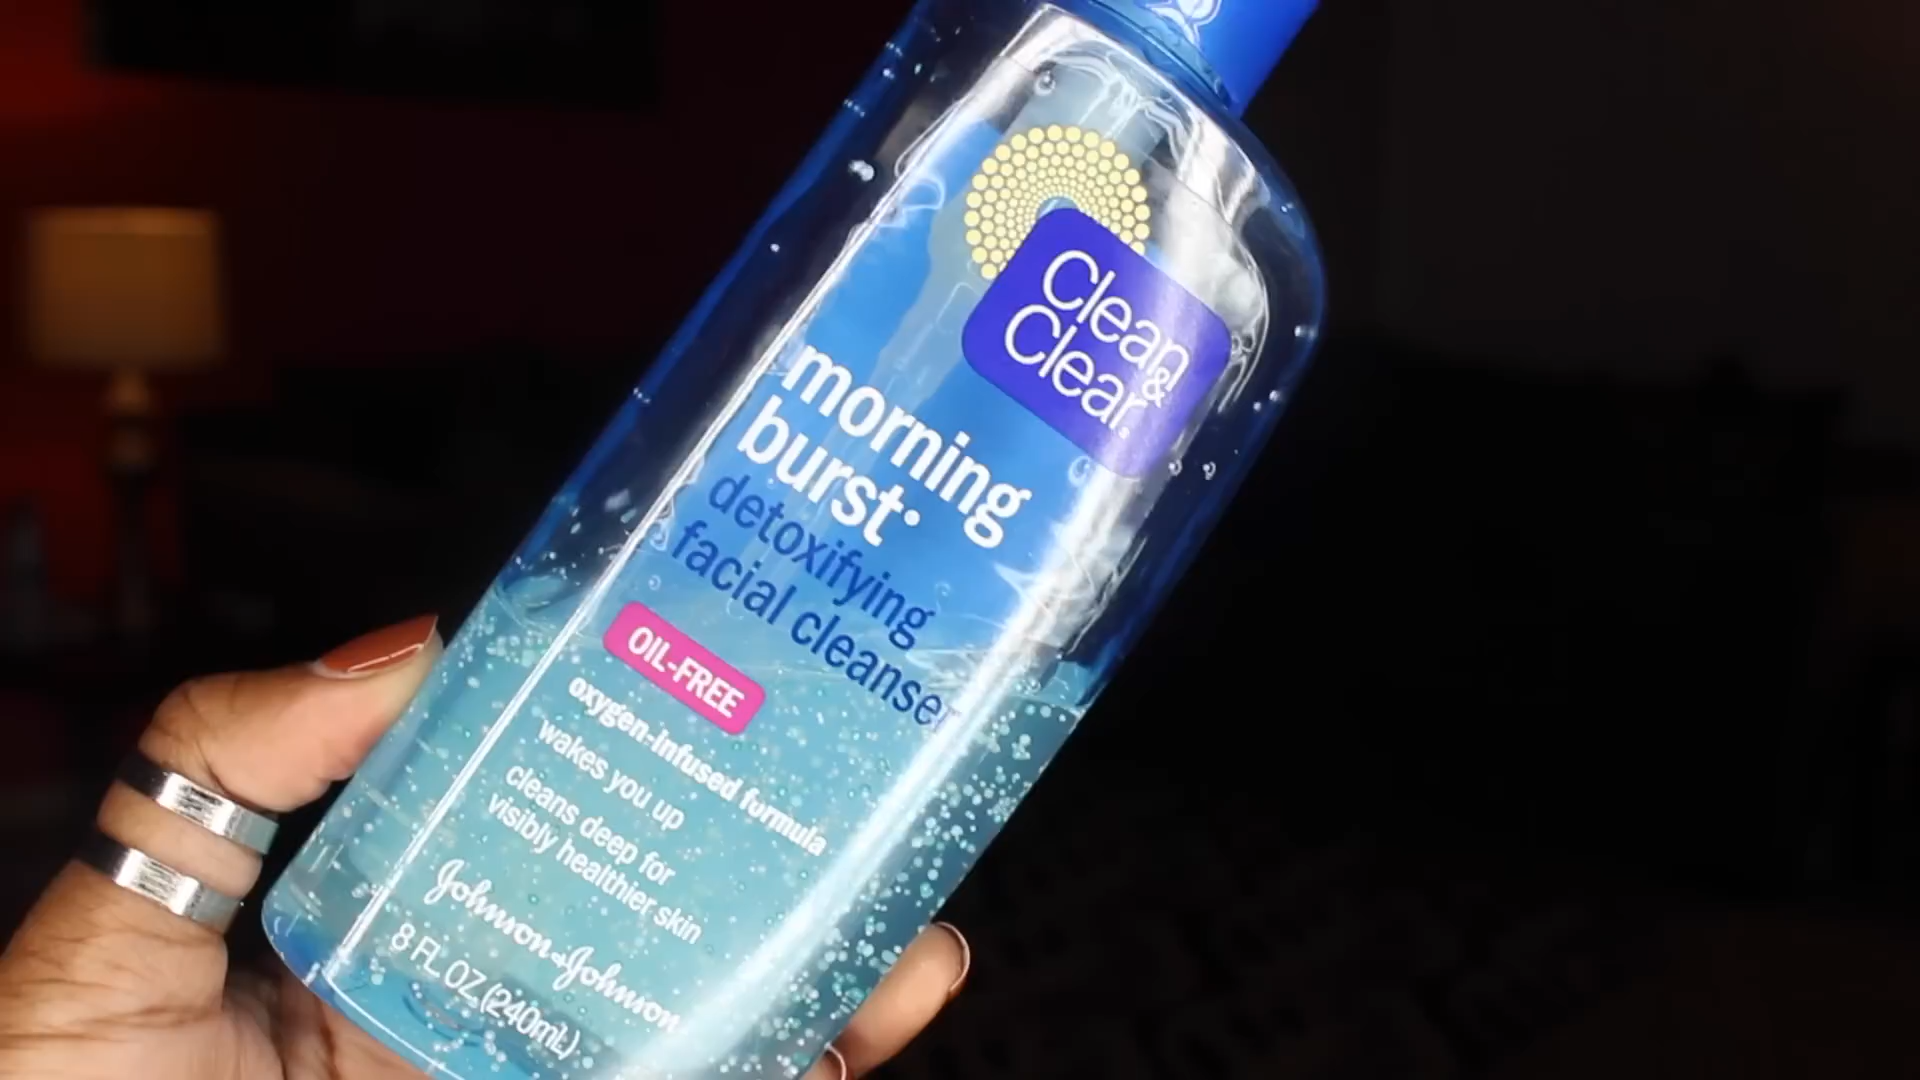 Clean
&
Clear.
morning
burst
detoxifying
facial cleanser
OIL-FREE
oxygen-infused formula
wakes you up
cleans deep for
visibly healthier skin
Johnson+Johnson
8 FL. OZ. (240mL)